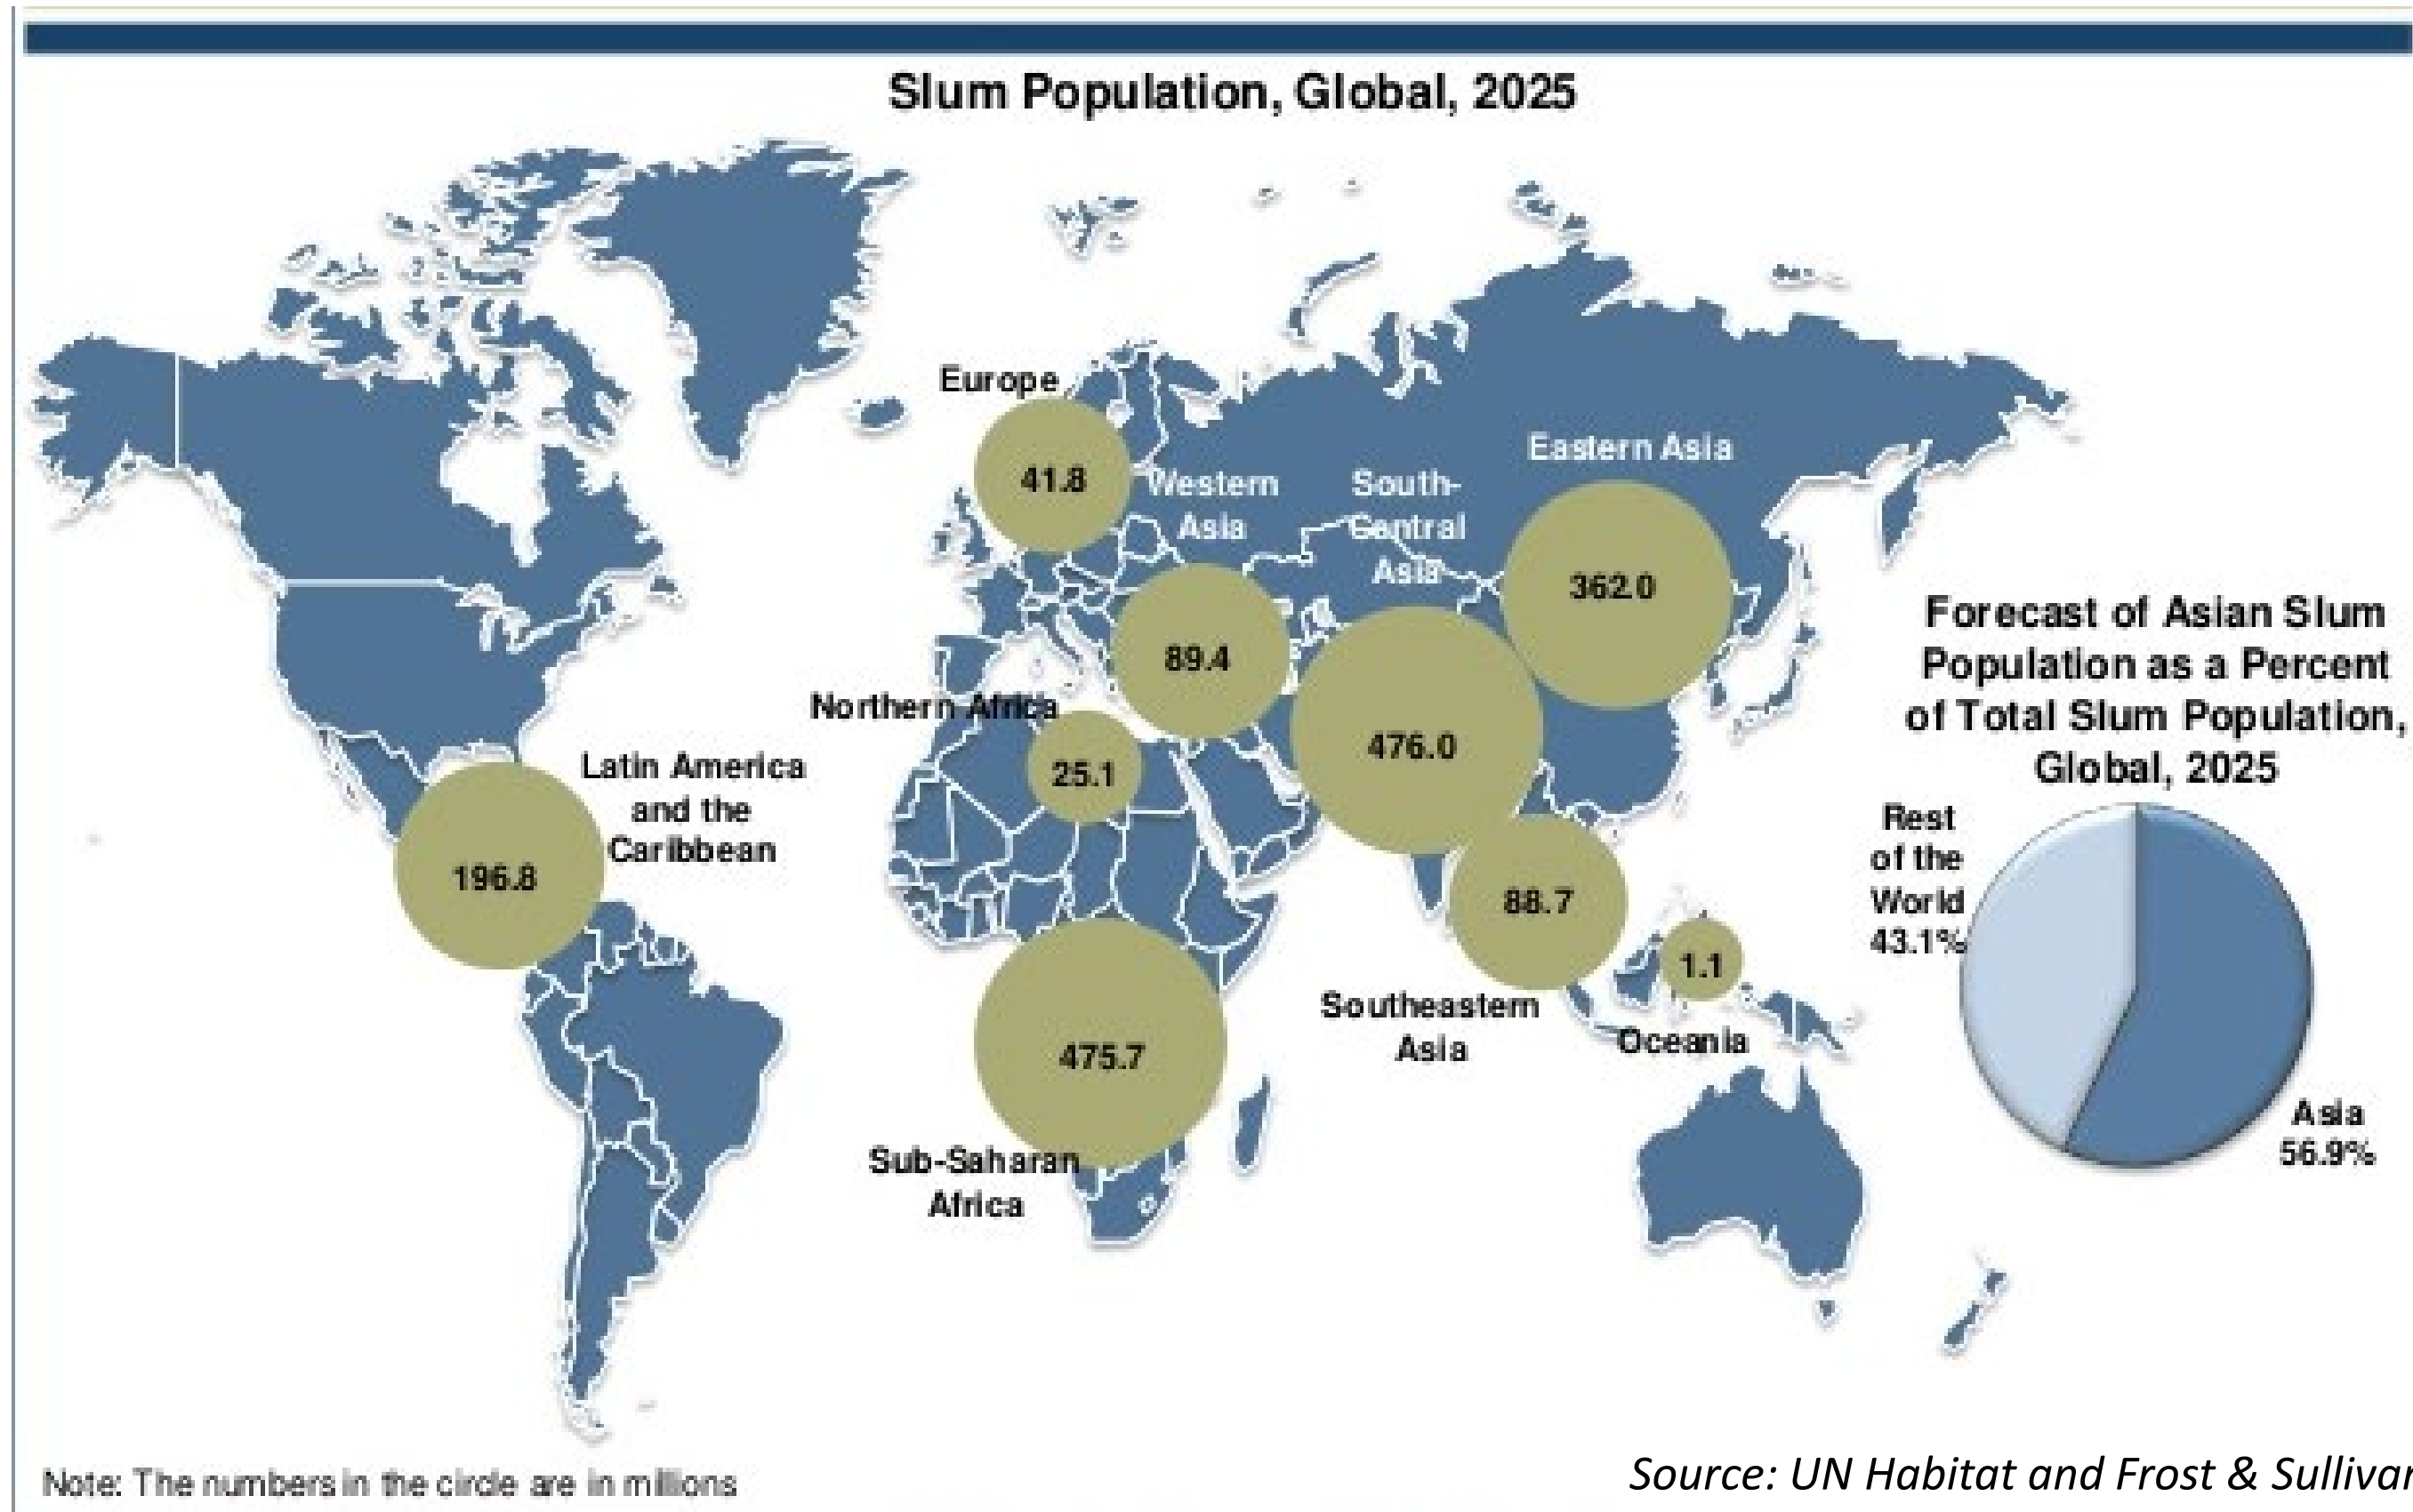 Slum Population, Global, 2025
Europe
41.8
Western
Asia
89.4
South-
Central
Asia
476.0
Eastern Asia
362.0
Northern Africa
25.1
Latin America
and the
Caribbean
196.8
475.7
Sub-Saharan
Africa
88.7
Southeastern
Asia
1.1
Oceania
Forecast of Asian Slum
Population as a Percent
of Total Slum Population,
Global, 2025
Rest
of the
World
43.1%
Asia
56.9%
Note: The numbers in the circle are in millions
Source: UN Habitat and Frost & Sullivan